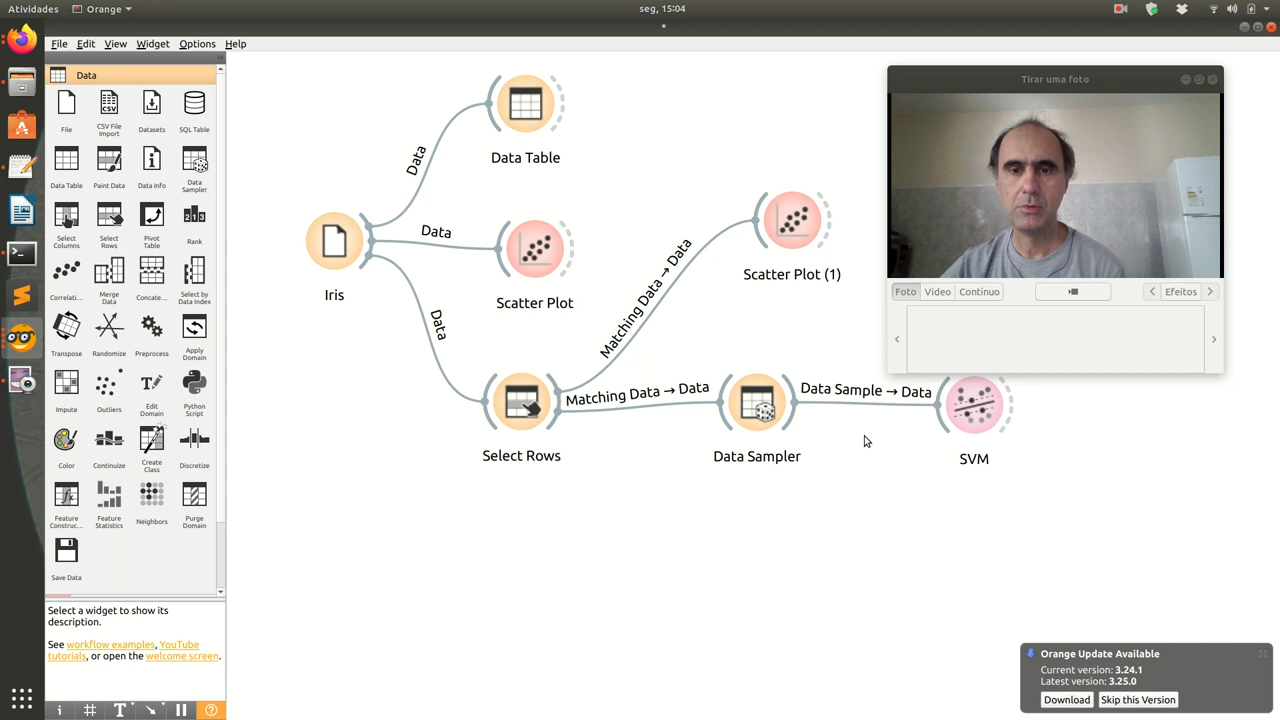 Atividades
Orange
seg, 15:04
File Edit View Widget Options Help
Data
File
CSV File Import
Datasets
SQL Table
Data Table
Paint Data
Data Info
Data Sampler
Select Columns
Select Rows
Pivot Table
Rank
Correlati...
Merge Data
Concate...
Select by Data Index
Transpose
Randomize
Preprocess
Apply Domain
Impute
Outliers
Edit Domain
Python Script
Color
Continuize
Create Class
Discretize
Feature Construc...
Feature Statistics
Neighbors
Purge Domain
Save Data
Select a widget to show its
description.
See workflow examples, YouTube
tutorials, or open the welcome screen.
Data
Data Table
Data
Scatter Plot
Iris
Data
Matching Data → Data
Scatter Plot (1)
Matching Data → Data
Data Sample → Data
Select Rows
Data Sampler
SVM
Tirar uma foto
Foto Vídeo Contínuo
Efeitos
Orange Update Available
Current version: 3.24.1
Latest version: 3.25.0
Download Skip this Version